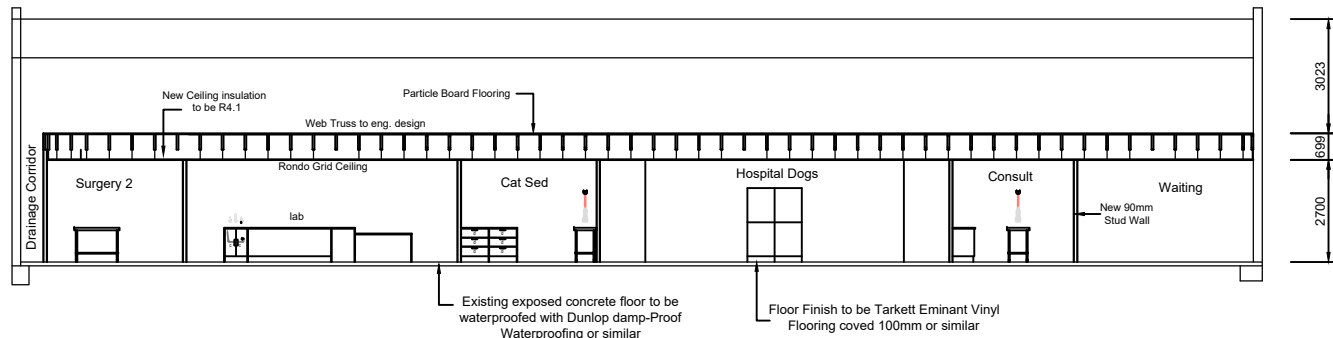 New Ceiling insulation
to be R4.1
Particle Board Flooring
Web Truss to eng. design
Drainage Corridor
Surgery 2
Rondo Grid Ceiling
lab
Cat Sed
Hospital Dogs
Consult
Waiting
New 90mm
Stud Wall
3023
699
2700
Existing exposed concrete floor to be
waterproofed with Dunlop damp-Proof
Waterproofing or similar
Floor Finish to be Tarkett Eminant Vinyl
Flooring coved 100mm or similar